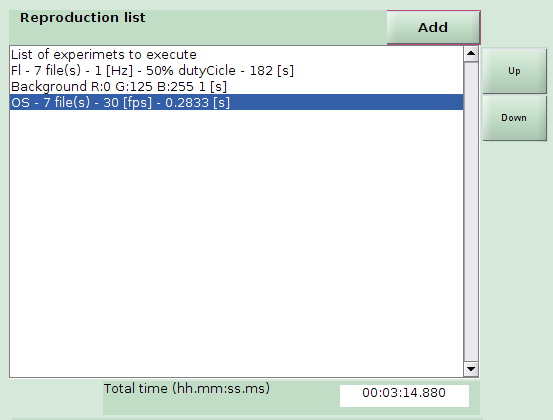 Reproduction list
Add
List of experimets to execute
Fl - 7 file(s) - 1 [Hz] - 50% dutyCicle - 182 [s]
Background R:0 G:125 B:255 1 [s]
OS - 7 file(s) - 30 [fps] - 0.2833 [s]
Up
Down
Total time (hh.mm:ss.ms)
00:03:14.880